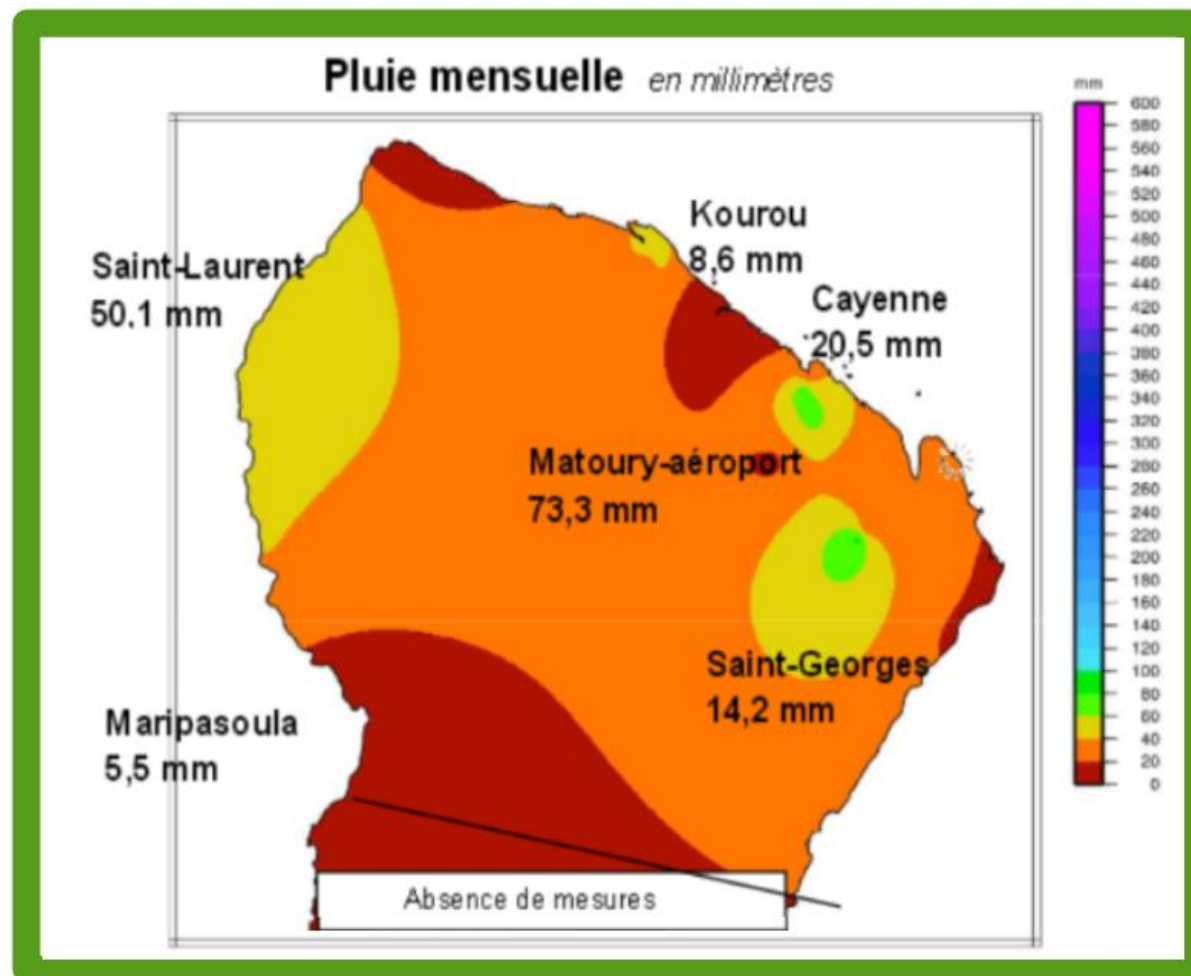 Pluie mensuelle en millimètres
mm
600
580
560
540
520
500
480
460
440
420
400
380
360
340
320
300
280
260
240
220
200
180
160
140
120
100
80
60
40
20
0
Kourou
8,6 mm
Saint-Laurent
50.1 mm
Cayenne
20,5 mm
Matoury-aéroport
73,3 mm
Saint-Georges
14,2 mm
Maripasoula
5,5 mm
Absence de mesures